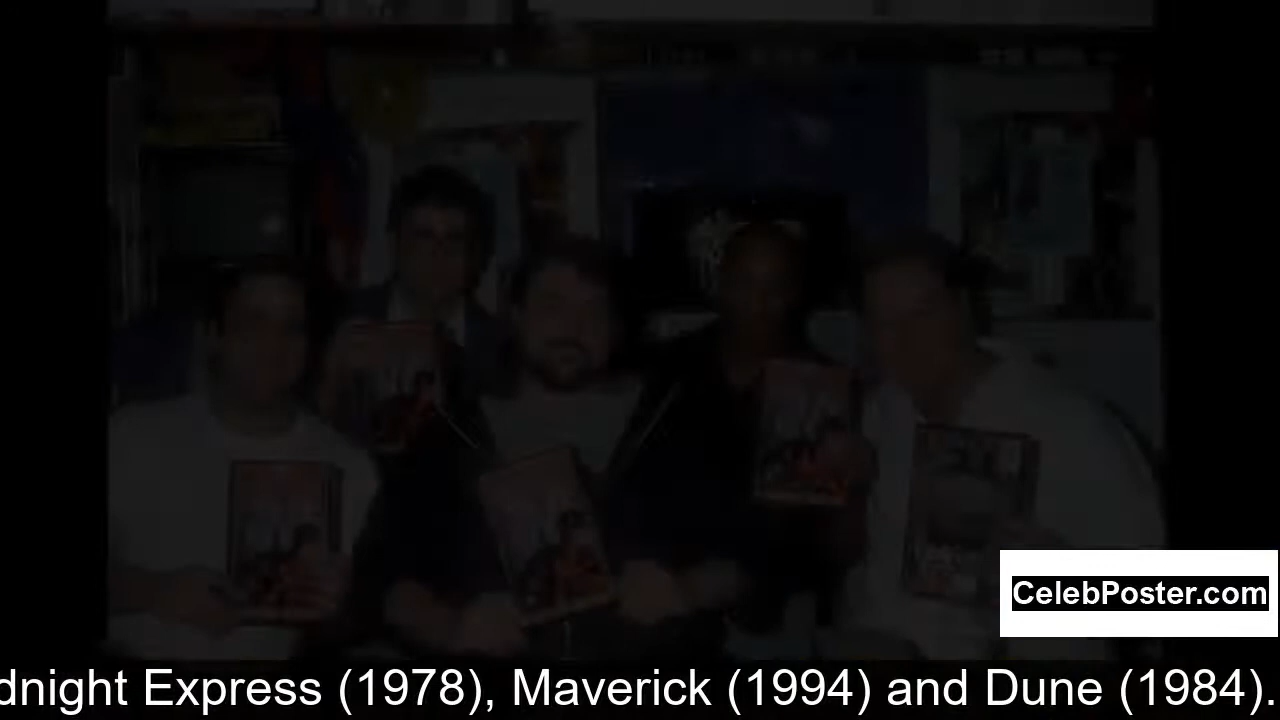 CelebPoster.com
dnight Express (1978), Maverick (1994) and Dune (1984).